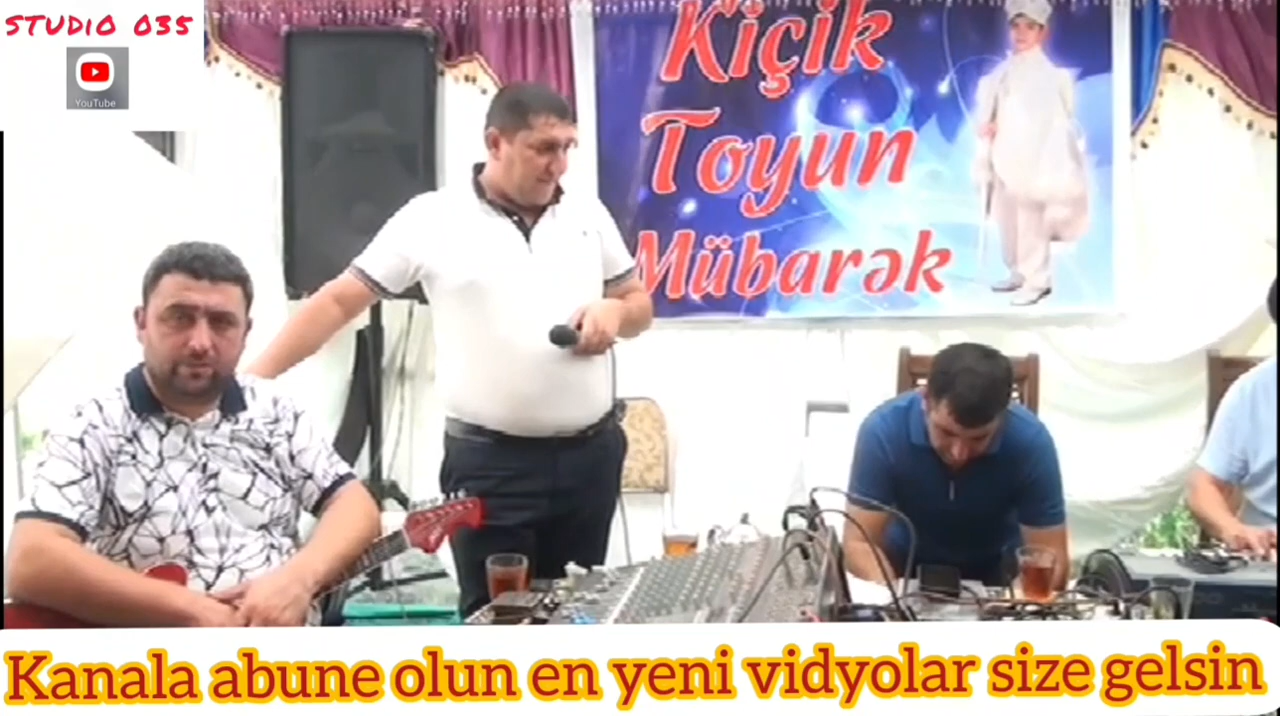 STUDIO 035
YouTube
Kiçik
Toyun
Mübarək
Kanala abune olun en yeni vidyolar size gelsin